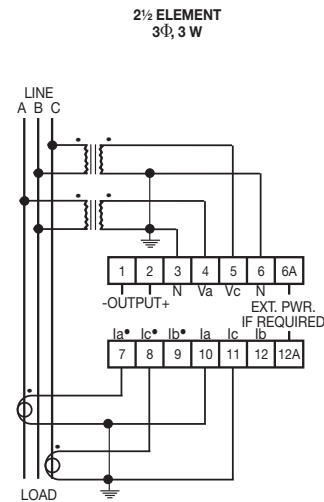 2½ ELEMENT
3Φ, 3 W
LINE
A B C
1 2 3 4 5 6 6A
-OUTPUT+ N Va Vc N
EXT. PWR.
IF REQUIRED
Ia• Ic• Ib• Ia Ic Ib
7 8 9 10 11 12 12A
LOAD